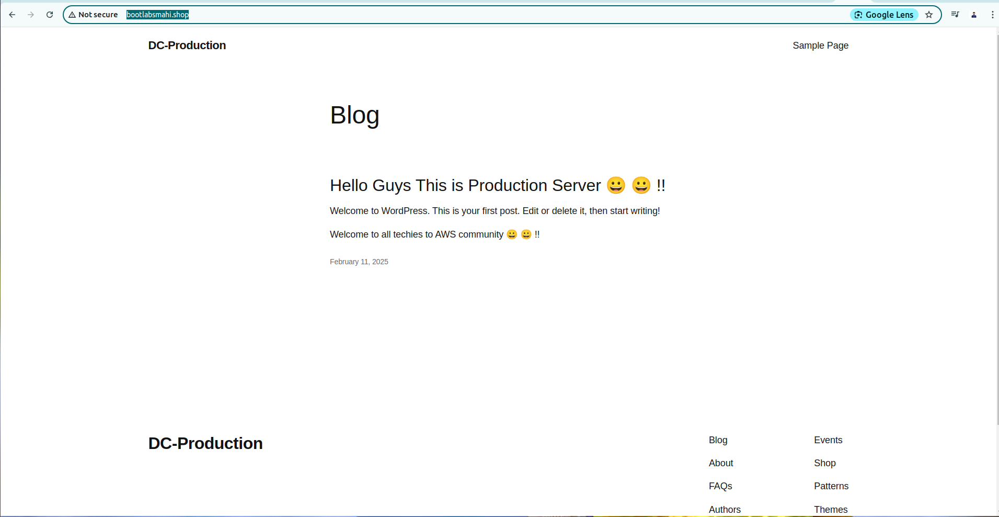 Not secure bootlabsmahi.shop Google Lens
DC-Production Sample Page
Blog
Hello Guys This is Production Server 😀 😀 !!
Welcome to WordPress. This is your first post. Edit or delete it, then start writing!
Welcome to all techies to AWS community 😀 😀 !!
February 11, 2025
DC-Production
Blog Events
About Shop
FAQs Patterns
Authors Themes